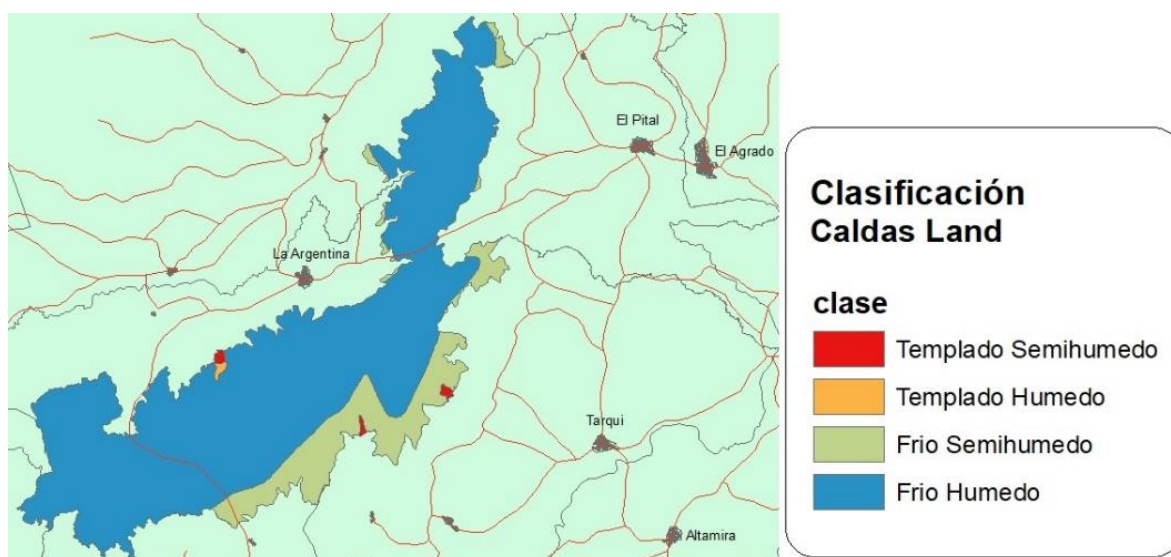 El Pital
El Agrado
La Argentina
Tarqui
Altamira
Clasificación
Caldas Land
clase
Templado Semihumedo
Templado Humedo
Frio Semihumedo
Frio Humedo